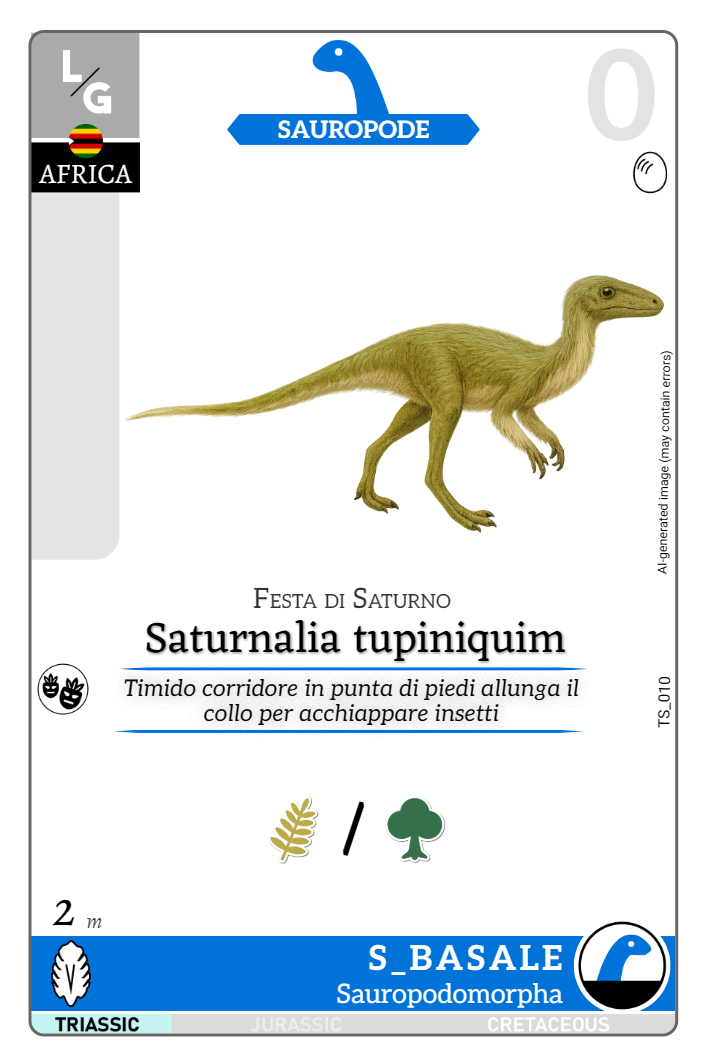 L/G
SAUROPODE
0
AFRICA
AI-generated image (may contain errors)
Festa di Saturno
Saturnalia tupiniquim
Timido corridore in punta di piedi allunga il
collo per acchiappare insetti
TS_010
/
2 m
S_BASALE
Sauropodomorpha
TRIASSIC JURASSIC CRETACEOUS